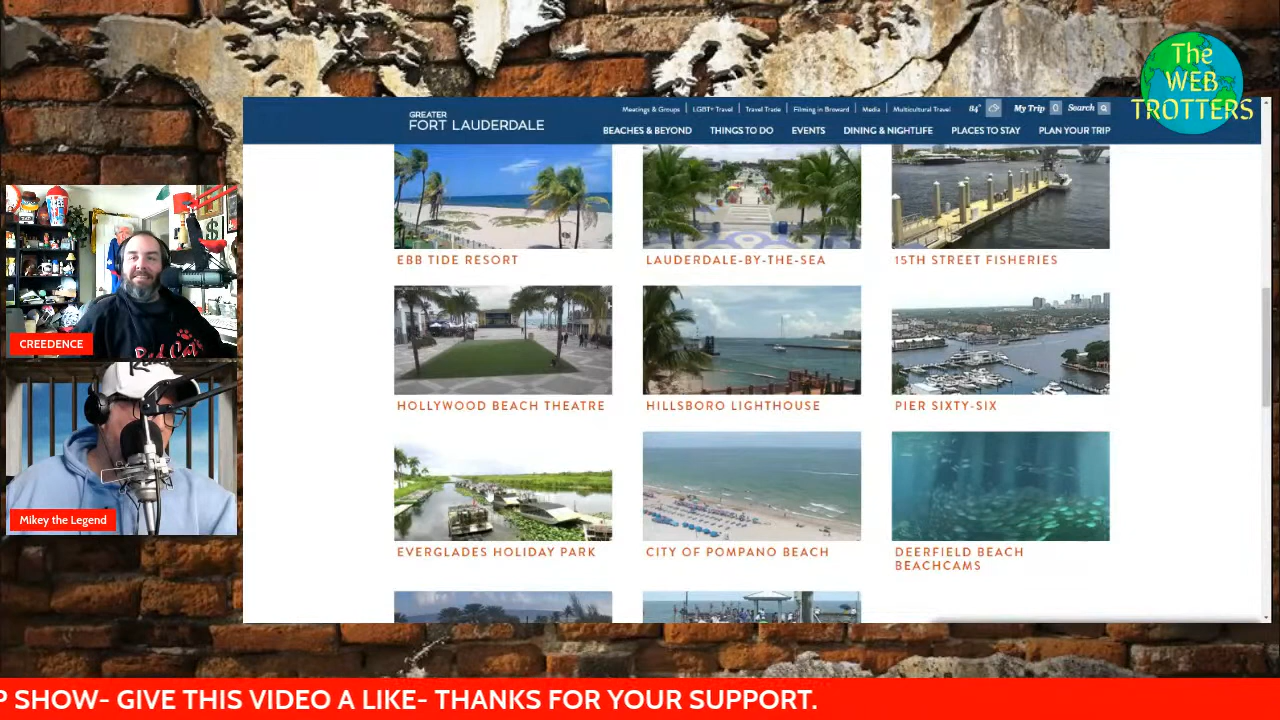 The
WEB
TROTTERS
Meetings & Groups LGBT+ Travel Travel Trade Filming in Broward Media Multicultural Travel 84° My Trip 0 Search
GREATER
FORT LAUDERDALE
BEACHES & BEYOND THINGS TO DO EVENTS DINING & NIGHTLIFE PLACES TO STAY PLAN YOUR TRIP
EBB TIDE RESORT
LAUDERDALE-BY-THE-SEA
15TH STREET FISHERIES
CREEDENCE
HOLLYWOOD BEACH THEATRE
HILLSBORO LIGHTHOUSE
PIER SIXTY-SIX
Mikey the Legend
EVERGLADES HOLIDAY PARK
CITY OF POMPANO BEACH
DEERFIELD BEACH
BEACHCAMS
P SHOW- GIVE THIS VIDEO A LIKE- THANKS FOR YOUR SUPPORT.